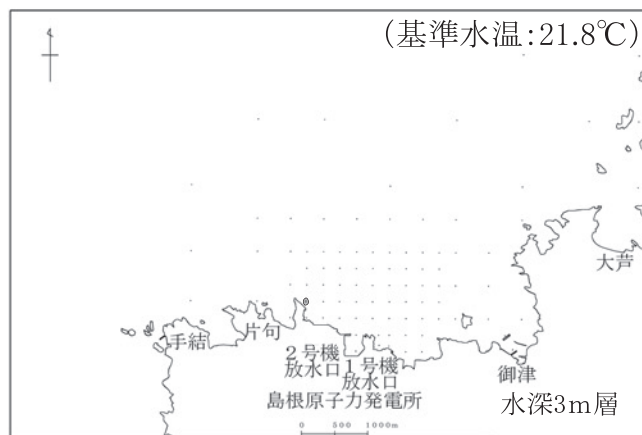 (基準水温:21.8℃)
大芦
手結
片句
2号機
放水口
1号機
放水口
御津
島根原子力発電所
水深3m層
0 500 1000m